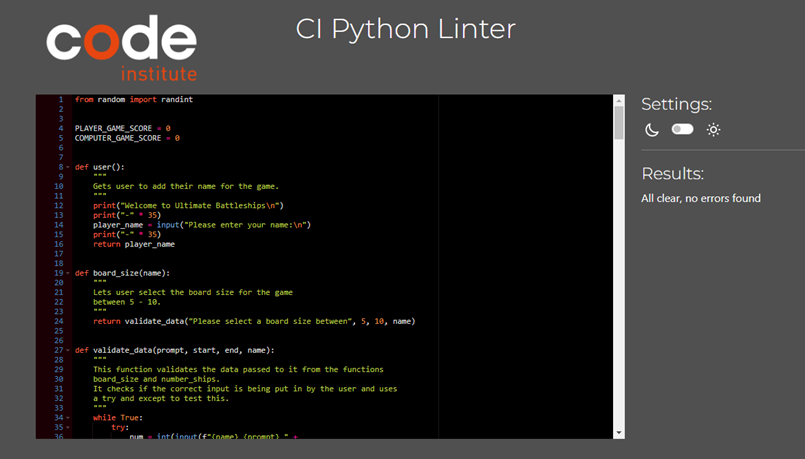 code
institute
CI Python Linter
1 from random import randint
2
3
4 PLAYER_GAME_SCORE = 0
5 COMPUTER_GAME_SCORE = 0
6
7
8 def user():
9 """
10 Gets user to add their name for the game.
11 """
12 print("Welcome to Ultimate Battleships\n")
13 print("-" * 35)
14 player_name = input("Please enter your name:\n")
15 print("-" * 35)
16 return player_name
17
18
19 def board_size(name):
20 """
21 Lets user select the board size for the game
22 between 5 - 10.
23 """
24 return validate_data("Please select a board size between", 5, 10, name)
25
26
27 def validate_data(prompt, start, end, name):
28 """
29 This function validates the data passed to it from the functions
30 board_size and number_ships.
31 It checks if the correct input is being put in by the user and uses
32 a try and except to test this.
33 """
34 while True:
35 try:
36 num = int(input(f"{name} {prompt} " +
Settings:
Results:
All clear, no errors found